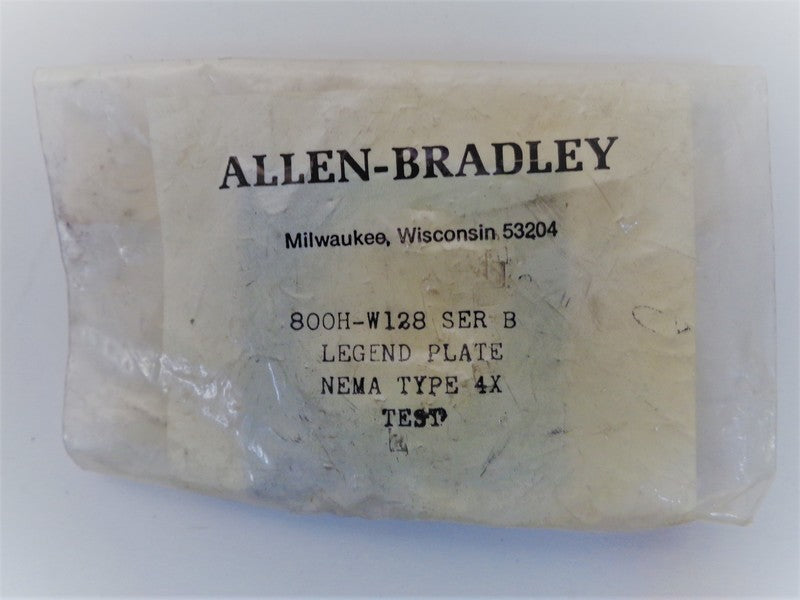 ALLEN-BRADLEY
Milwaukee, Wisconsin 53204
800H-W128 SER B
LEGEND PLATE
NEMA TYPE 4X
TEST